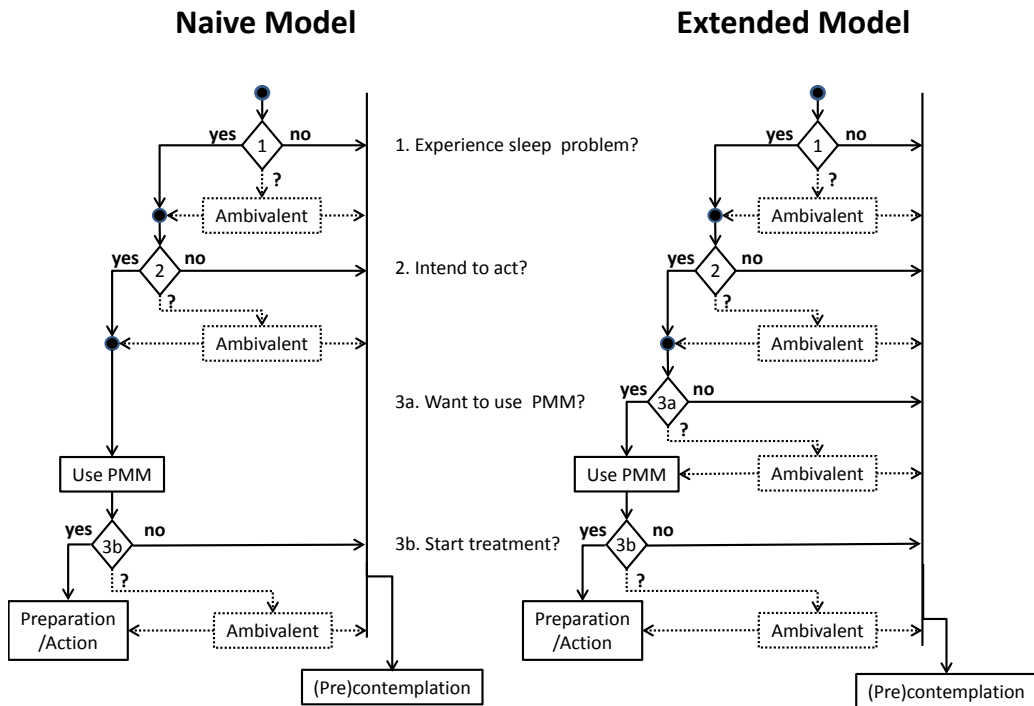 Naive Model
Extended Model
yes
no
1
1. Experience sleep  problem?
yes
no
1
?
Ambivalent
?
Ambivalent
yes
no
2
2. Intend to act?
yes
no
2
?
Ambivalent
?
Ambivalent
3a. Want to use  PMM?
yes
no
3a
?
Use PMM
Use PMM
Ambivalent
yes
no
3b
3b. Start treatment?
yes
no
3b
?
Preparation
/Action
Ambivalent
?
Preparation
/Action
Ambivalent
(Pre)contemplation
(Pre)contemplation